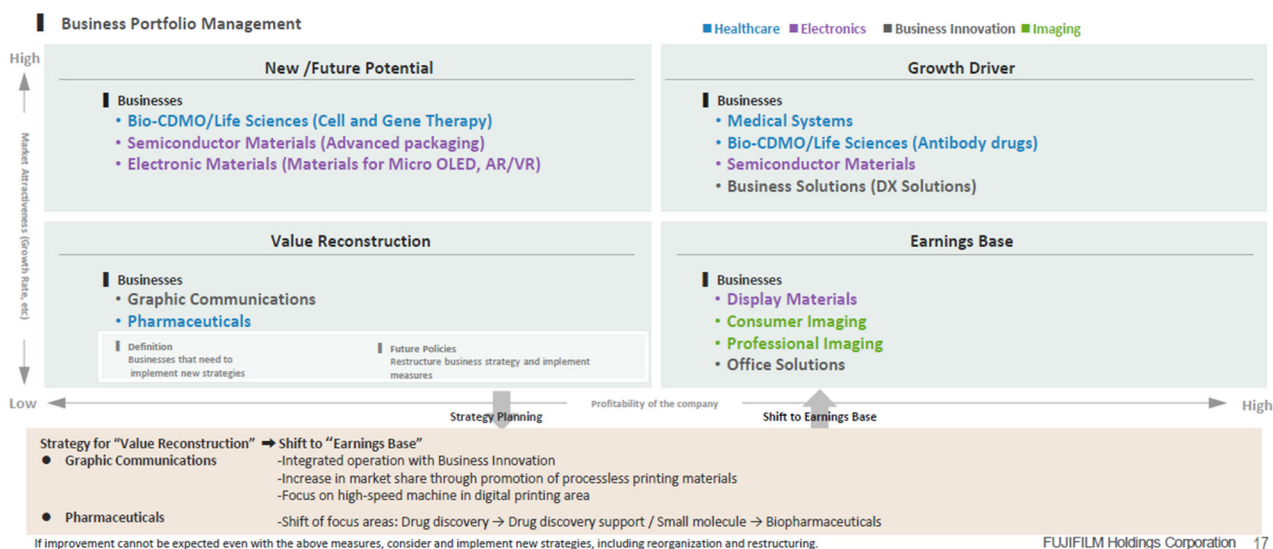 Business Portfolio Management
■ Healthcare ■ Electronics ■ Business Innovation ■ Imaging
High
Market Attractiveness (Growth Rate, etc)
New /Future Potential
Businesses
• Bio-CDMO/Life Sciences (Cell and Gene Therapy)
• Semiconductor Materials (Advanced packaging)
• Electronic Materials (Materials for Micro OLED, AR/VR)
Growth Driver
Businesses
• Medical Systems
• Bio-CDMO/Life Sciences (Antibody drugs)
• Semiconductor Materials
• Business Solutions (DX Solutions)
Value Reconstruction
Businesses
• Graphic Communications
• Pharmaceuticals
Definition
Businesses that need to
implement new strategies
Future Policies
Restructure business strategy and implement
measures
Earnings Base
Businesses
• Display Materials
• Consumer Imaging
• Professional Imaging
• Office Solutions
Low
Profitability of the company
High
Strategy Planning
Shift to Earnings Base
Strategy for “Value Reconstruction” ➡ Shift to “Earnings Base”
● Graphic Communications -Integrated operation with Business Innovation
-Increase in market share through promotion of processless printing materials
-Focus on high-speed machine in digital printing area
● Pharmaceuticals -Shift of focus areas: Drug discovery → Drug discovery support / Small molecule → Biopharmaceuticals
If improvement cannot be expected even with the above measures, consider and implement new strategies, including reorganization and restructuring.
FUJIFILM Holdings Corporation 17